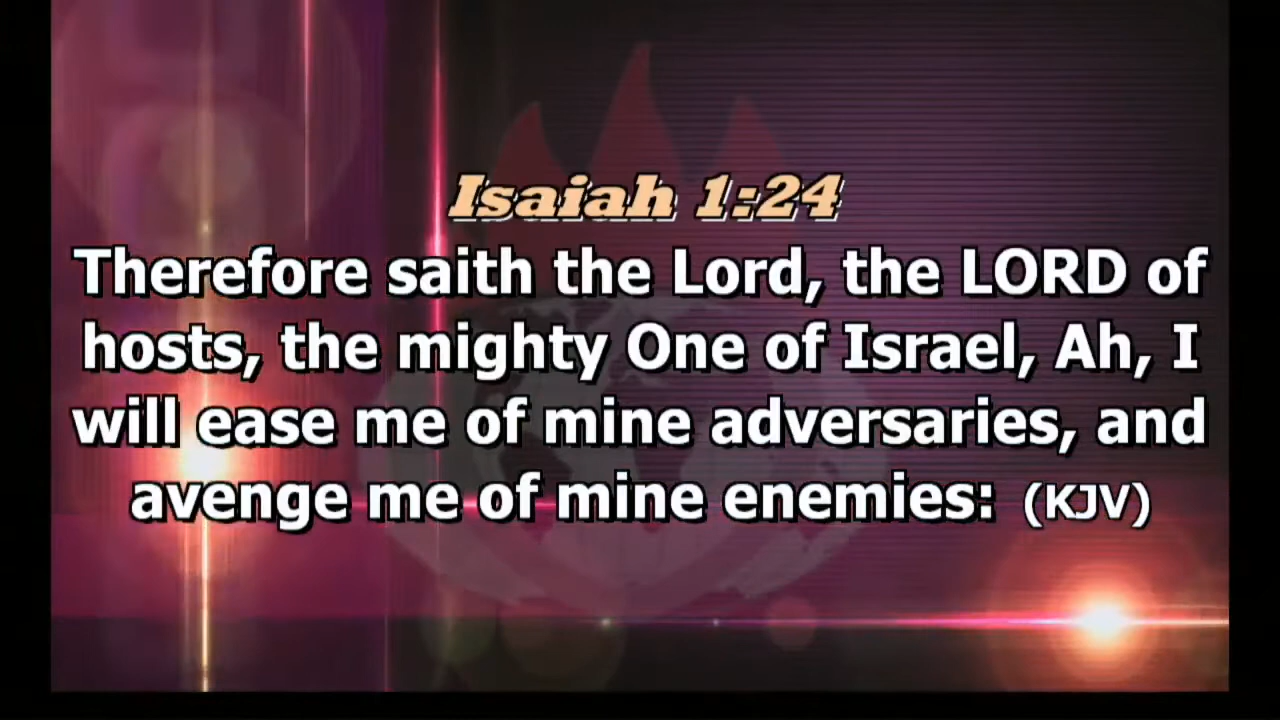 Isaiah 1:24
Therefore saith the Lord, the LORD of
hosts, the mighty One of Israel, Ah, I
will ease me of mine adversaries, and
avenge me of mine enemies: (KJV)